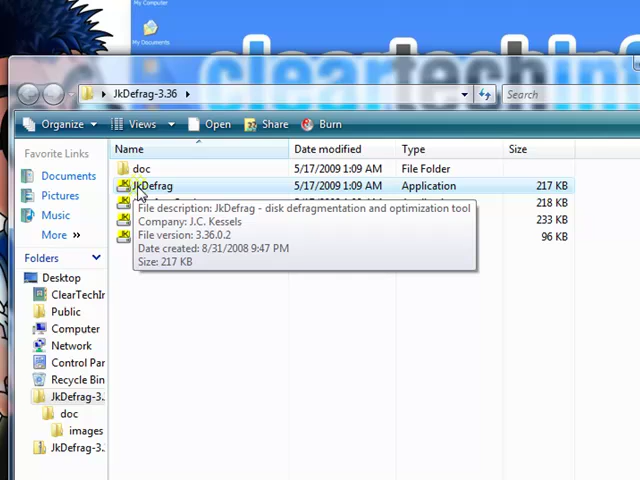 My Computer
My Documents
cleartechinf
JkDefrag-3.36
Search
Organize
Views
Open
Share
Burn
Favorite Links
Documents
Pictures
Music
More »
Folders
Desktop
ClearTechIr
Public
Computer
Network
Control Par
Recycle Bin
JkDefrag-3.
doc
images
JkDefrag-3.
Name
Date modified
Type
Size
doc
5/17/2009 1:09 AM
File Folder
JkDefrag
5/17/2009 1:09 AM
Application
217 KB
218 KB
233 KB
96 KB
File description: JkDefrag - disk defragmentation and optimization tool
Company: J.C. Kessels
File version: 3.36.0.2
Date created: 8/31/2008 9:47 PM
Size: 217 KB